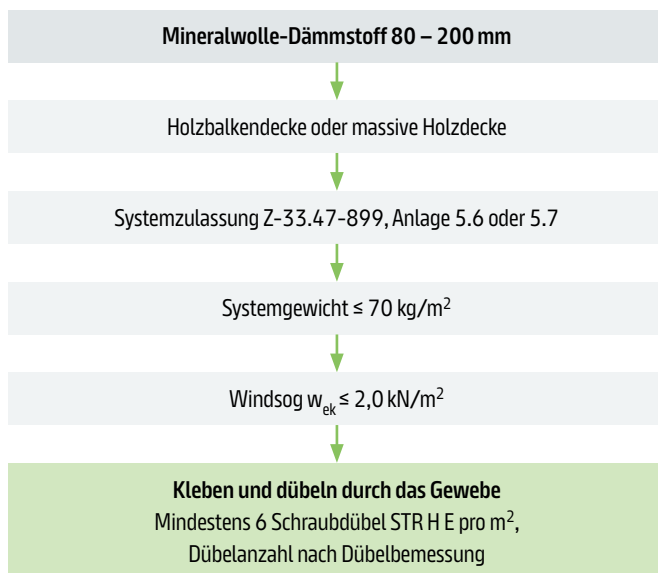 Mineralwolle-Dämmstoff 80 – 200 mm
Holzbalkendecke oder massive Holzdecke
Systemzulassung Z-33.47-899, Anlage 5.6 oder 5.7
Systemgewicht ≤ 70 kg/m²
Windsog wek ≤ 2,0 kN/m²
Kleben und dübeln durch das Gewebe
Mindestens 6 Schraubdübel STR H E pro m²,
Dübelanzahl nach Dübelbemessung